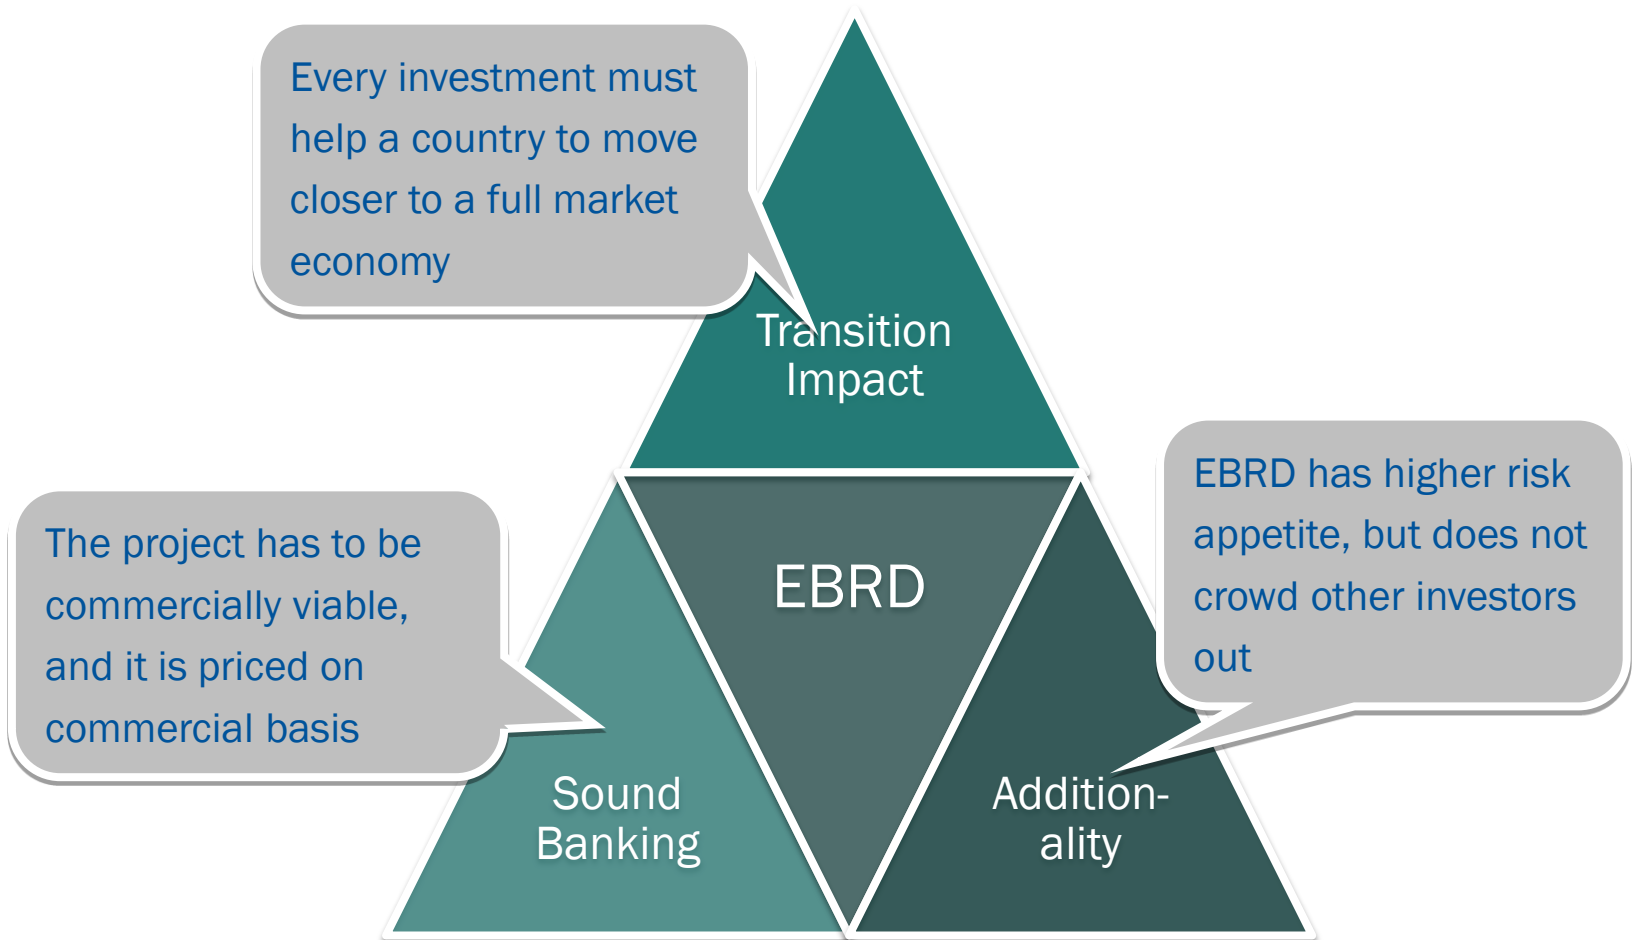 Every investment must
help a country to move
closer to a full market
economy
Transition
Impact
EBRD has higher risk
appetite, but does not
crowd other investors
out
The project has to be
commercially viable,
and it is priced on
commercial basis
EBRD
Sound
Banking
Addition-
ality